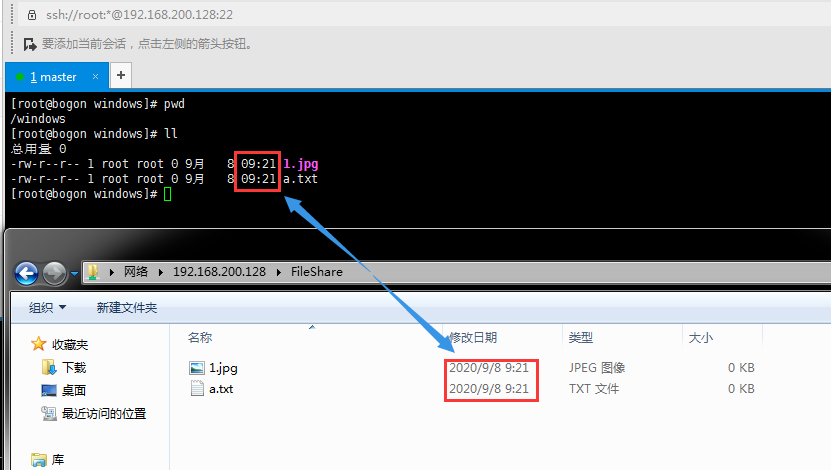 ssh://root:*@192.168.200.128:22
要添加当前会话，点击左侧的箭头按钮。
1 master × +
[root@bogon windows]# pwd
/windows
[root@bogon windows]# ll
总用量 0
-rw-r--r-- 1 root root 0 9月 8 09:21 1.jpg
-rw-r--r-- 1 root root 0 9月 8 09:21 a.txt
[root@bogon windows]#
网络 192.168.200.128 FileShare
组织 新建文件夹
名称 修改日期 类型 大小
收藏夹
下载
桌面
最近访问的位置
库
1.jpg 2020/9/8 9:21 JPEG 图像 0 KB
a.txt 2020/9/8 9:21 TXT 文件 0 KB